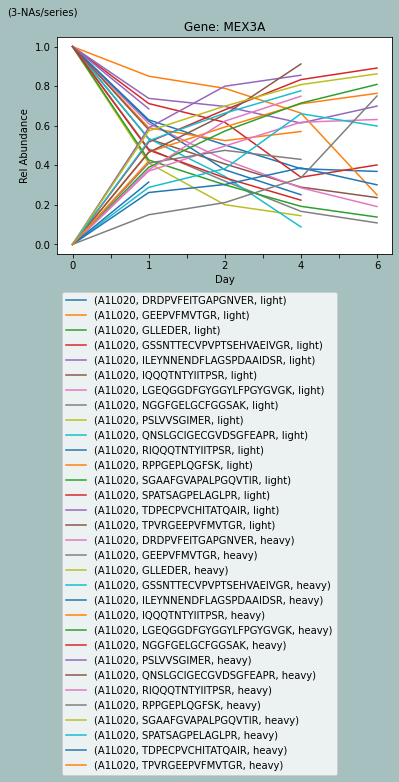 (3-NAs/series)
Gene: MEX3A
1.0
0.8
0.6
0.4
0.2
0.0
Rel Abundance
0 1 2 4 6
Day
(A1L020, DRDPVFEITGAPGNVER, light)
(A1L020, GEEPVFMVTGR, light)
(A1L020, GLLEDER, light)
(A1L020, GSSNTTECVPVPTSEHVAEIVGR, light)
(A1L020, ILEYNNENDFLAGSPDAAIDSR, light)
(A1L020, IQQQTNTYIITPSR, light)
(A1L020, LGEQGGDFGYGGYLFPGYGVGK, light)
(A1L020, NGGFGELGCFGGSAK, light)
(A1L020, PSLVVSGIMER, light)
(A1L020, QNSLGCIGECGVDSGFEAPR, light)
(A1L020, RIQQQTNTYIITPSR, light)
(A1L020, RPPGEPLQGFSK, light)
(A1L020, SGAAFGVAPALPGQVTIR, light)
(A1L020, SPATSAGPELAGLPR, light)
(A1L020, TDPECPVCHITATQAIR, light)
(A1L020, TPVRGEEPVFMVTGR, light)
(A1L020, DRDPVFEITGAPGNVER, heavy)
(A1L020, GEEPVFMVTGR, heavy)
(A1L020, GLLEDER, heavy)
(A1L020, GSSNTTECVPVPTSEHVAEIVGR, heavy)
(A1L020, ILEYNNENDFLAGSPDAAIDSR, heavy)
(A1L020, IQQQTNTYIITPSR, heavy)
(A1L020, LGEQGGDFGYGGYLFPGYGVGK, heavy)
(A1L020, NGGFGELGCFGGSAK, heavy)
(A1L020, PSLVVSGIMER, heavy)
(A1L020, QNSLGCIGECGVDSGFEAPR, heavy)
(A1L020, RIQQQTNTYIITPSR, heavy)
(A1L020, RPPGEPLQGFSK, heavy)
(A1L020, SGAAFGVAPALPGQVTIR, heavy)
(A1L020, SPATSAGPELAGLPR, heavy)
(A1L020, TDPECPVCHITATQAIR, heavy)
(A1L020, TPVRGEEPVFMVTGR, heavy)